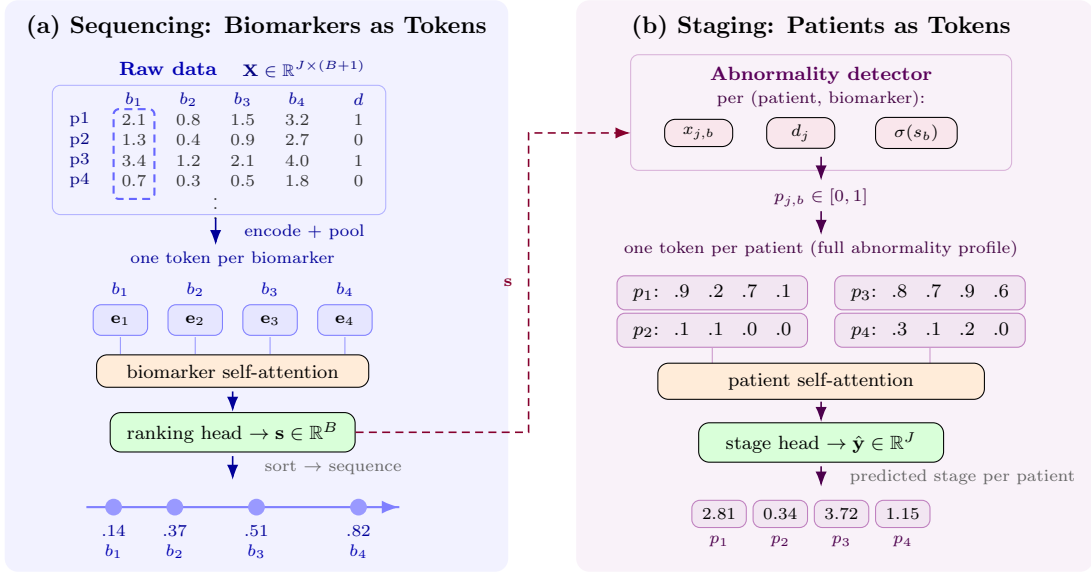 (a) Sequencing: Biomarkers as Tokens
Raw data X ∈ ℝ^{J×(B+1)}
b₁ b₂ b₃ b₄ d
p1 2.1 0.8 1.5 3.2 1
p2 1.3 0.4 0.9 2.7 0
p3 3.4 1.2 2.1 4.0 1
p4 0.7 0.3 0.5 1.8 0
:
encode + pool
one token per biomarker
b₁ b₂ b₃ b₄
e₁ e₂ e₃ e₄
biomarker self-attention
ranking head → s ∈ ℝ^B
sort → sequence
.14 .37 .51 .82
b₁ b₂ b₃ b₄
s
(b) Staging: Patients as Tokens
Abnormality detector
per (patient, biomarker):
x_{j,b} d_j σ(s_b)
p_{j,b} ∈ [0, 1]
one token per patient (full abnormality profile)
p₁: .9 .2 .7 .1 p₃: .8 .7 .9 .6
p₂: .1 .1 .0 .0 p₄: .3 .1 .2 .0
patient self-attention
stage head → ŷ ∈ ℝ^J
predicted stage per patient
2.81 0.34 3.72 1.15
p₁ p₂ p₃ p₄